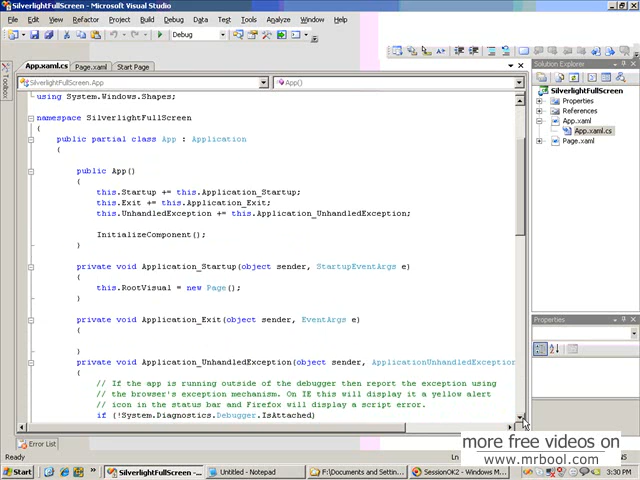 SilverlightFullScreen - Microsoft Visual Studio
File Edit View Refactor Project Build Debug Data Test Tools Analyze Window Help
Debug
App.xaml.cs Page.xaml Start Page
Solution Explorer
Toolbox
SilverlightFullScreen.App
App()
SilverlightFullScreen
Properties
References
App.xaml
App.xaml.cs
Page.xaml
using System.Windows.Shapes;
namespace SilverlightFullScreen
{
public partial class App : Application
{
public App()
{
this.Startup += this.Application_Startup;
this.Exit += this.Application_Exit;
this.UnhandledException += this.Application_UnhandledException;
InitializeComponent();
}
private void Application_Startup(object sender, StartupEventArgs e)
{
this.RootVisual = new Page();
}
private void Application_Exit(object sender, EventArgs e)
{
}
private void Application_UnhandledException(object sender, ApplicationUnhandledException
{
// If the app is running outside of the debugger then report the exception using
// the browser's exception mechanism. On IE this will display it a yellow alert
// icon in the status bar and Firefox will display a script error.
if (!System.Diagnostics.Debugger.IsAttached)
Properties
Error List
Ready
Ln
more free videos on
www.mrbool.com
Start
SilverlightFullScreen -...
Untitled - Notepad
F:\Documents and Settin...
SessionOK2 - Windows M...
3:30 PM